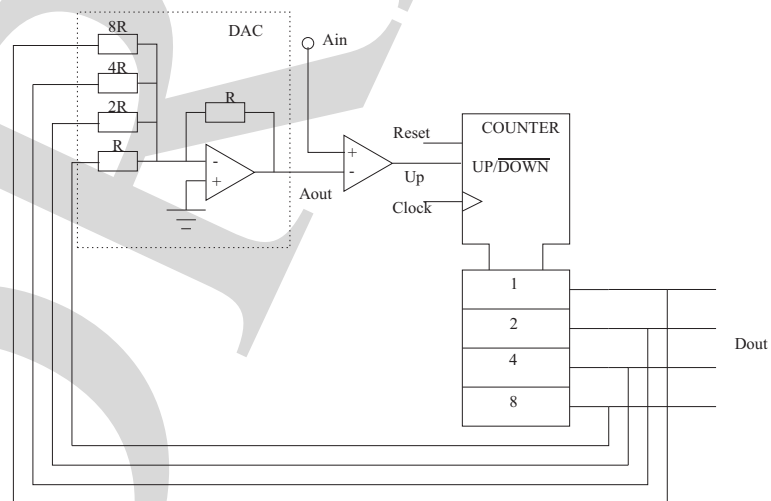 8R
DAC
Ain
4R
2R
R
R
-
+
+
-
Aout
Reset
COUNTER
UP/DOWN
Up
Clock
1
2
4
8
Dout